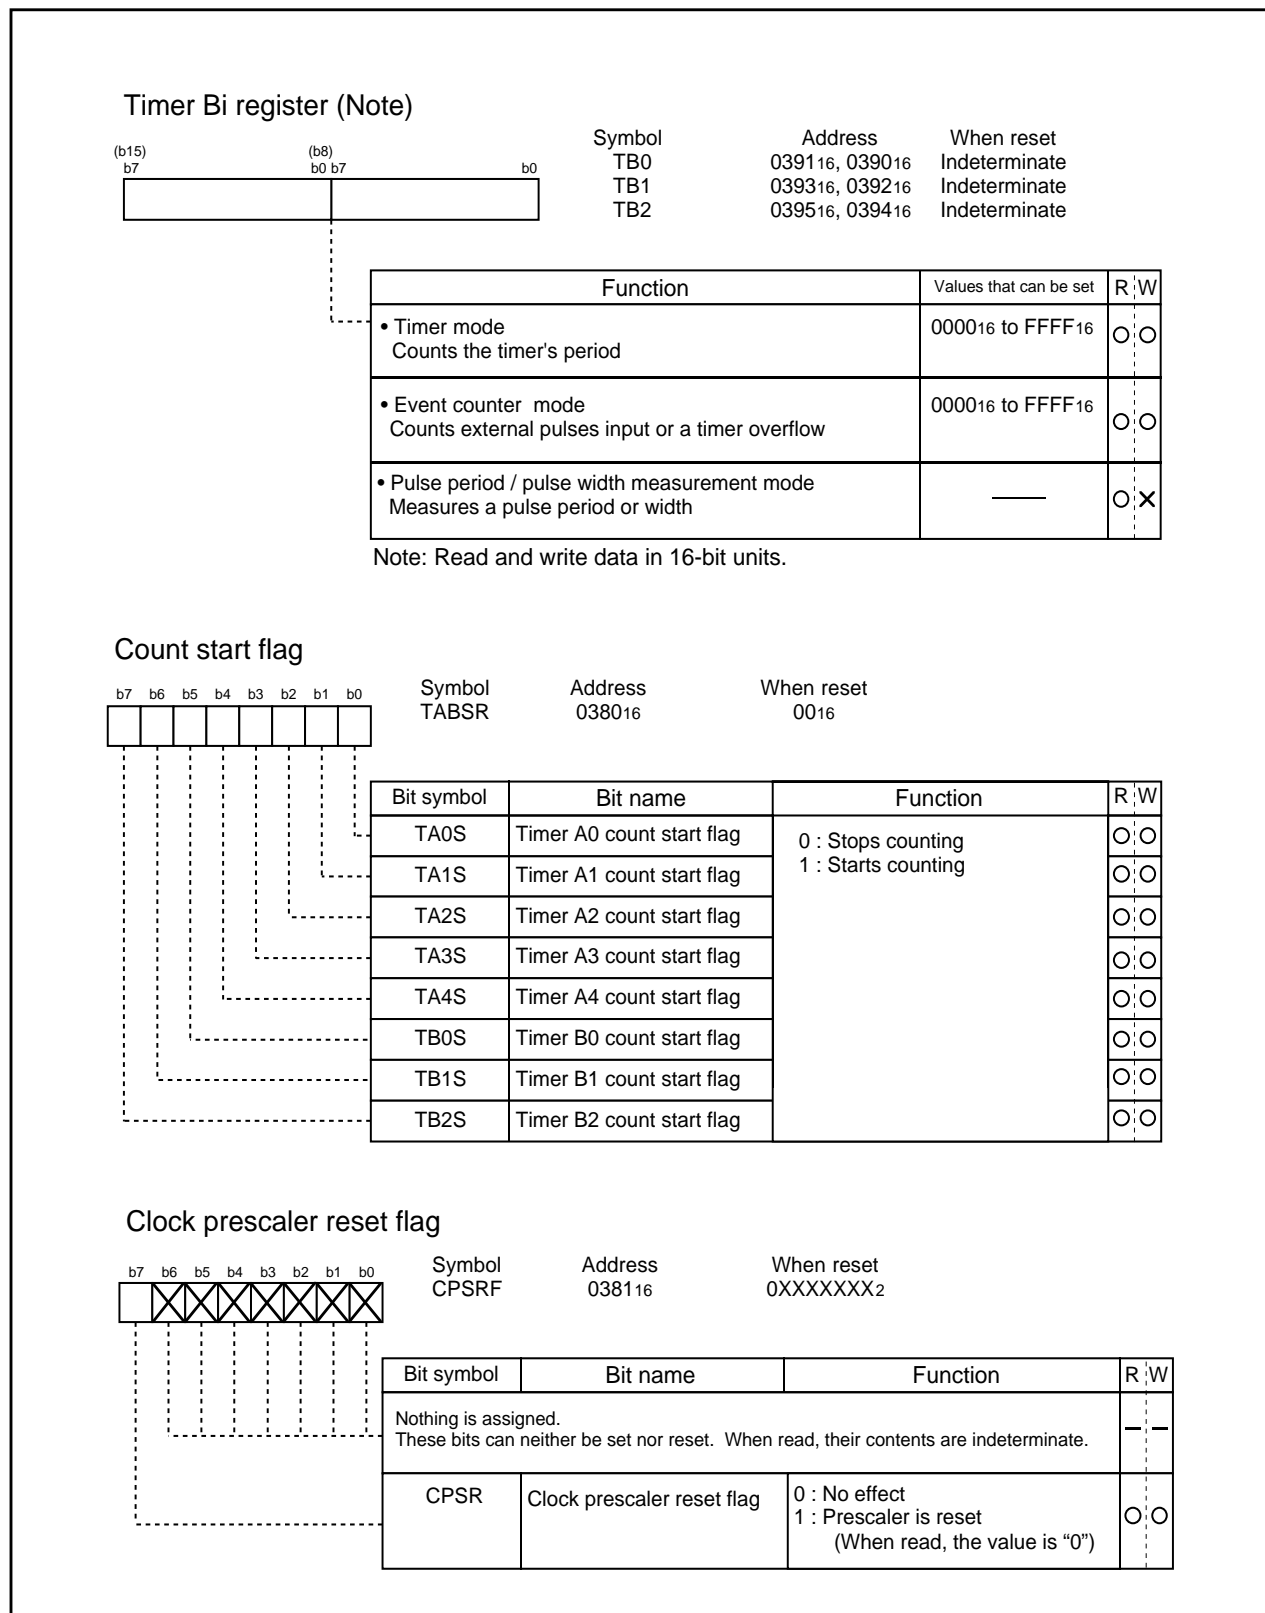 Timer Bi register (Note)
Symbol Address When reset
TB0 039116, 039016 Indeterminate
TB1 039316, 039216 Indeterminate
TB2 039516, 039416 Indeterminate
(b15) (b8)
b7 b0 b7 b0
Function Values that can be set R W
• Timer mode 000016 to FFFF16 O O
Counts the timer's period
• Event counter mode 000016 to FFFF16 O O
Counts external pulses input or a timer overflow
• Pulse period / pulse width measurement mode — O X
Measures a pulse period or width
Note: Read and write data in 16-bit units.
Count start flag
b7 b6 b5 b4 b3 b2 b1 b0
Symbol Address When reset
TABSR 038016 0016
Bit symbol Bit name Function R W
TA0S Timer A0 count start flag 0 : Stops counting O O
1 : Starts counting
TA1S Timer A1 count start flag O O
TA2S Timer A2 count start flag O O
TA3S Timer A3 count start flag O O
TA4S Timer A4 count start flag O O
TB0S Timer B0 count start flag O O
TB1S Timer B1 count start flag O O
TB2S Timer B2 count start flag O O
Clock prescaler reset flag
b7 b6 b5 b4 b3 b2 b1 b0
Symbol Address When reset
CPSRF 038116 0XXXXXXX2
Bit symbol Bit name Function R W
Nothing is assigned.
These bits can neither be set nor reset. When read, their contents are indeterminate. – –
CPSR Clock prescaler reset flag 0 : No effect O O
1 : Prescaler is reset
(When read, the value is “0”)